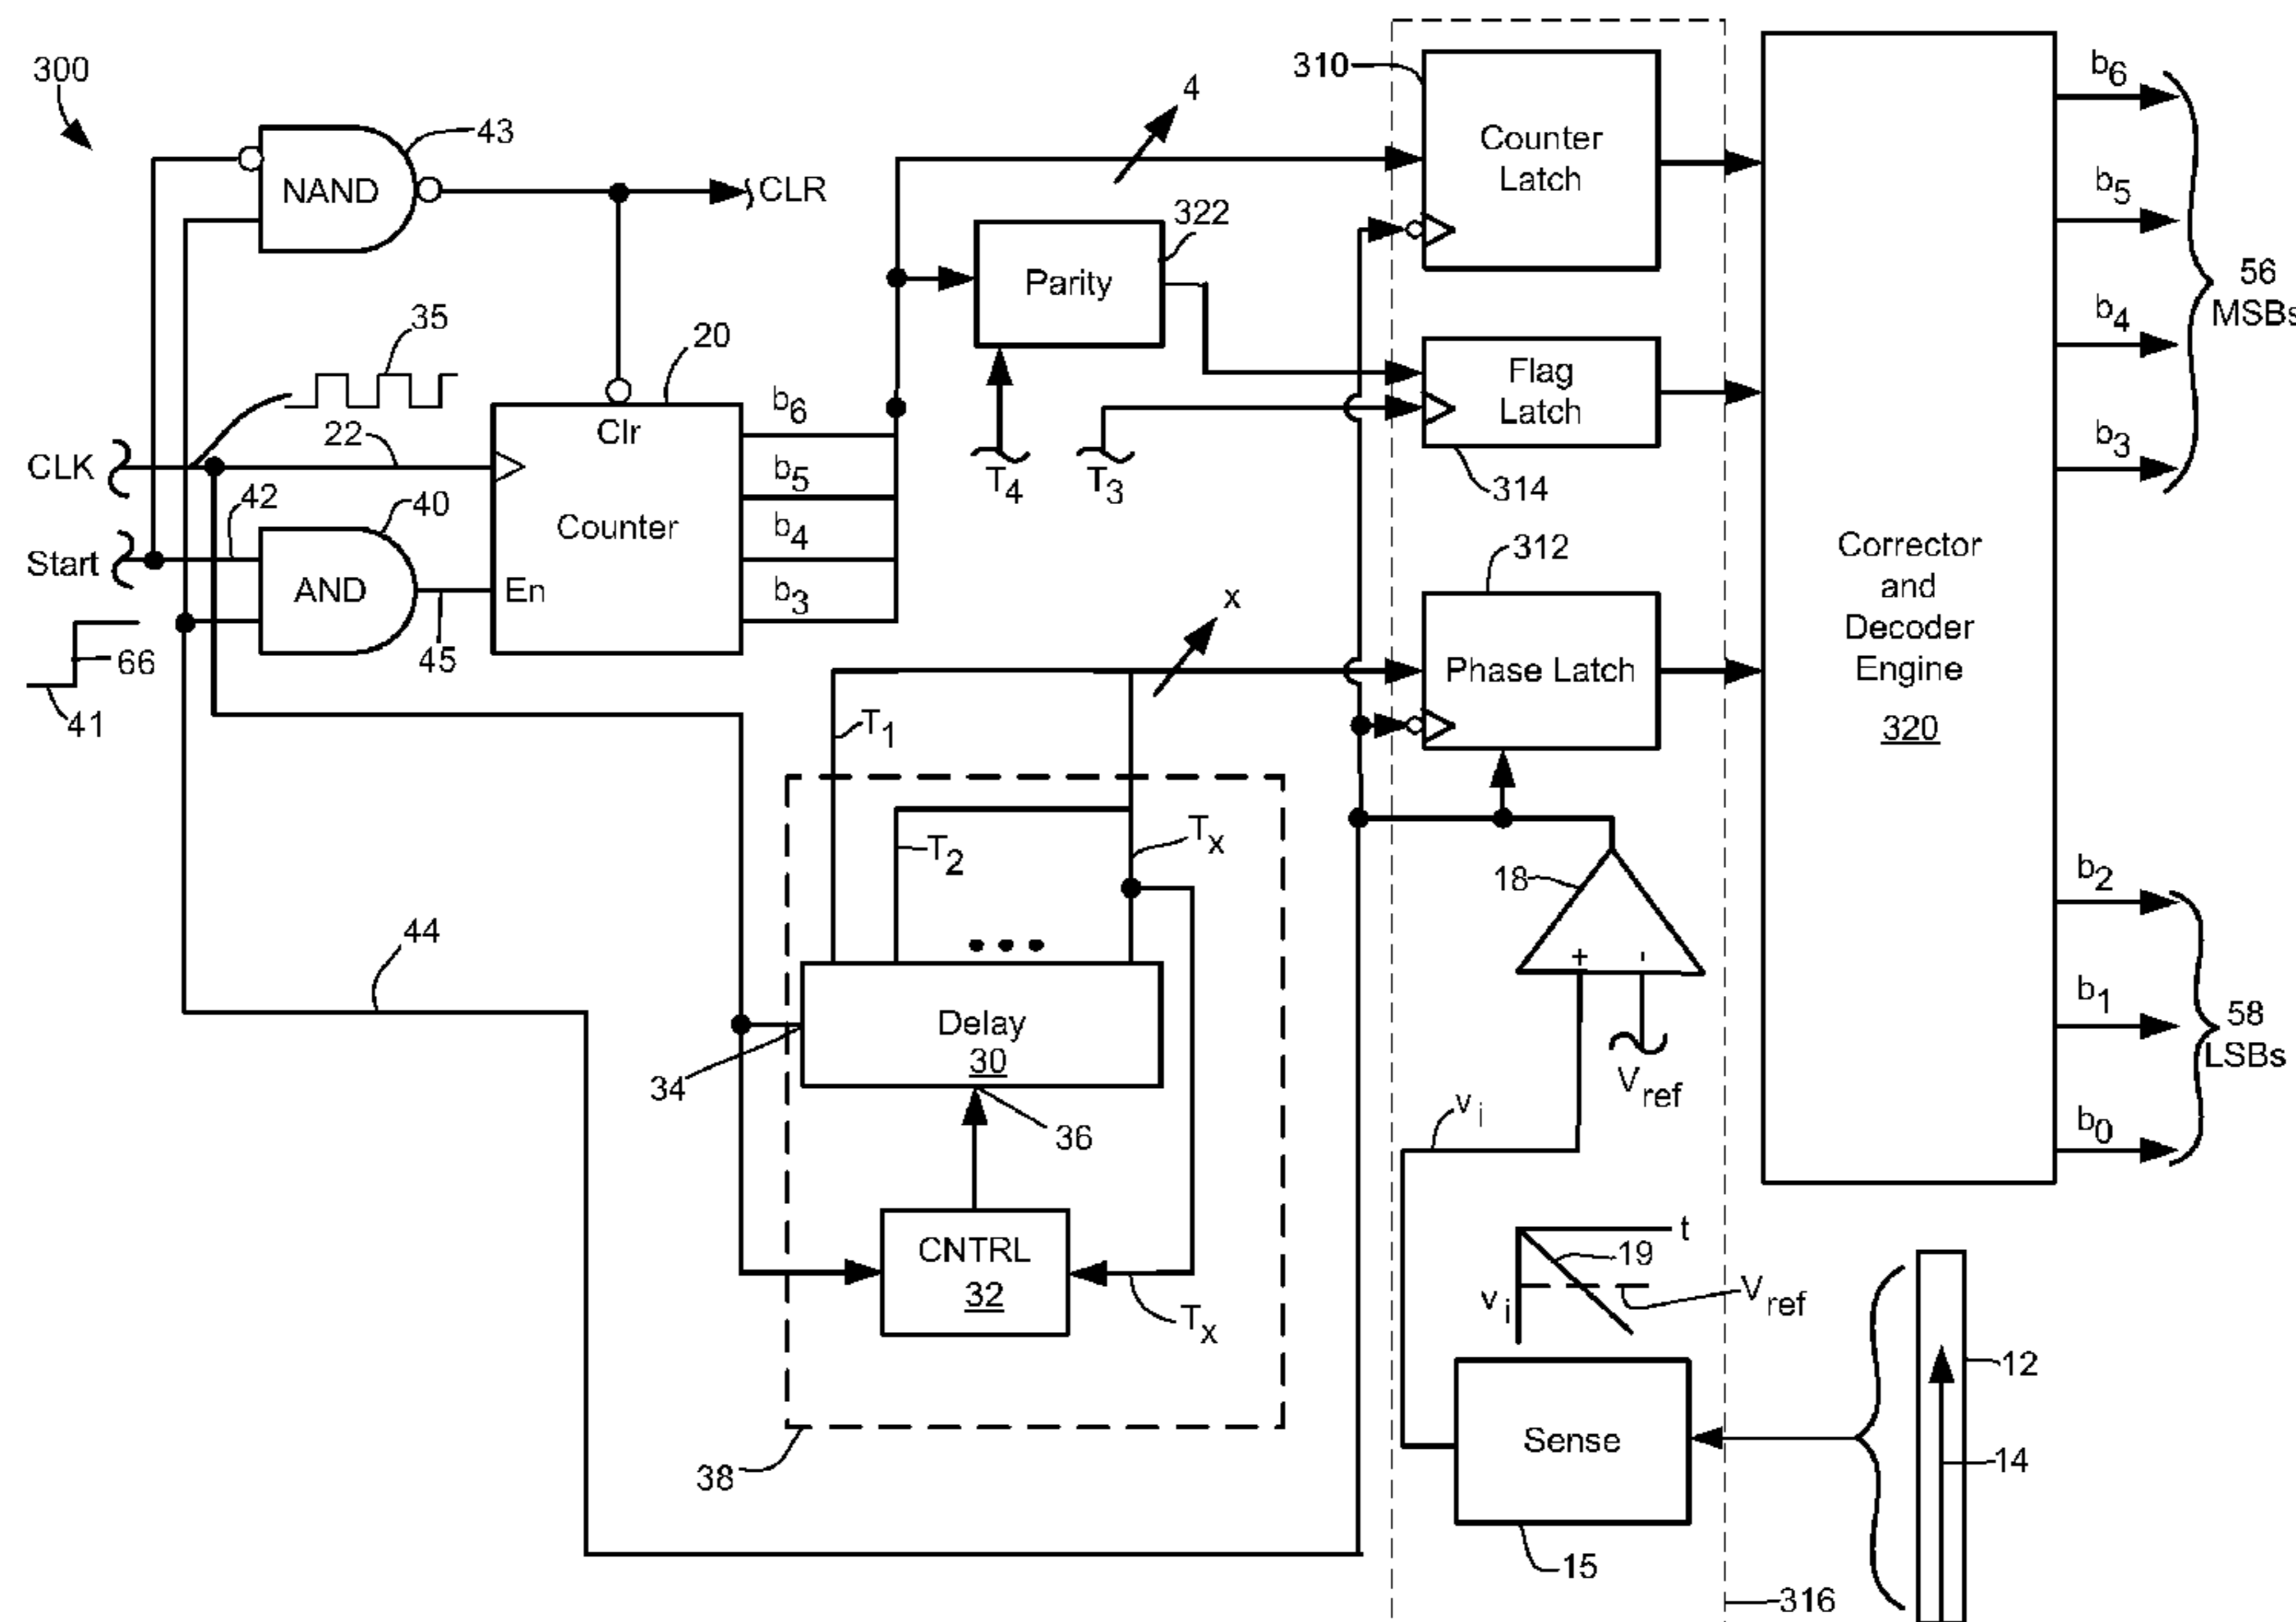 300
43
NAND
CLR
35
20
22
CLK
Clr
42
40
Start
AND
En
45
Counter
66
41
b6
b5
b4
b3
4
322
Parity
T4
T3
310
Counter
Latch
Flag
Latch
314
312
Phase Latch
x
T1
T2
Tx
44
Delay
30
34
36
CNTRL
32
Tx
38
18
+
-
Vref
vi
t
19
vi
Vref
Sense
15
316
12
14
Corrector
and
Decoder
Engine
320
b6
b5
b4
b3
56
MSBs
b2
b1
b0
58
LSBs